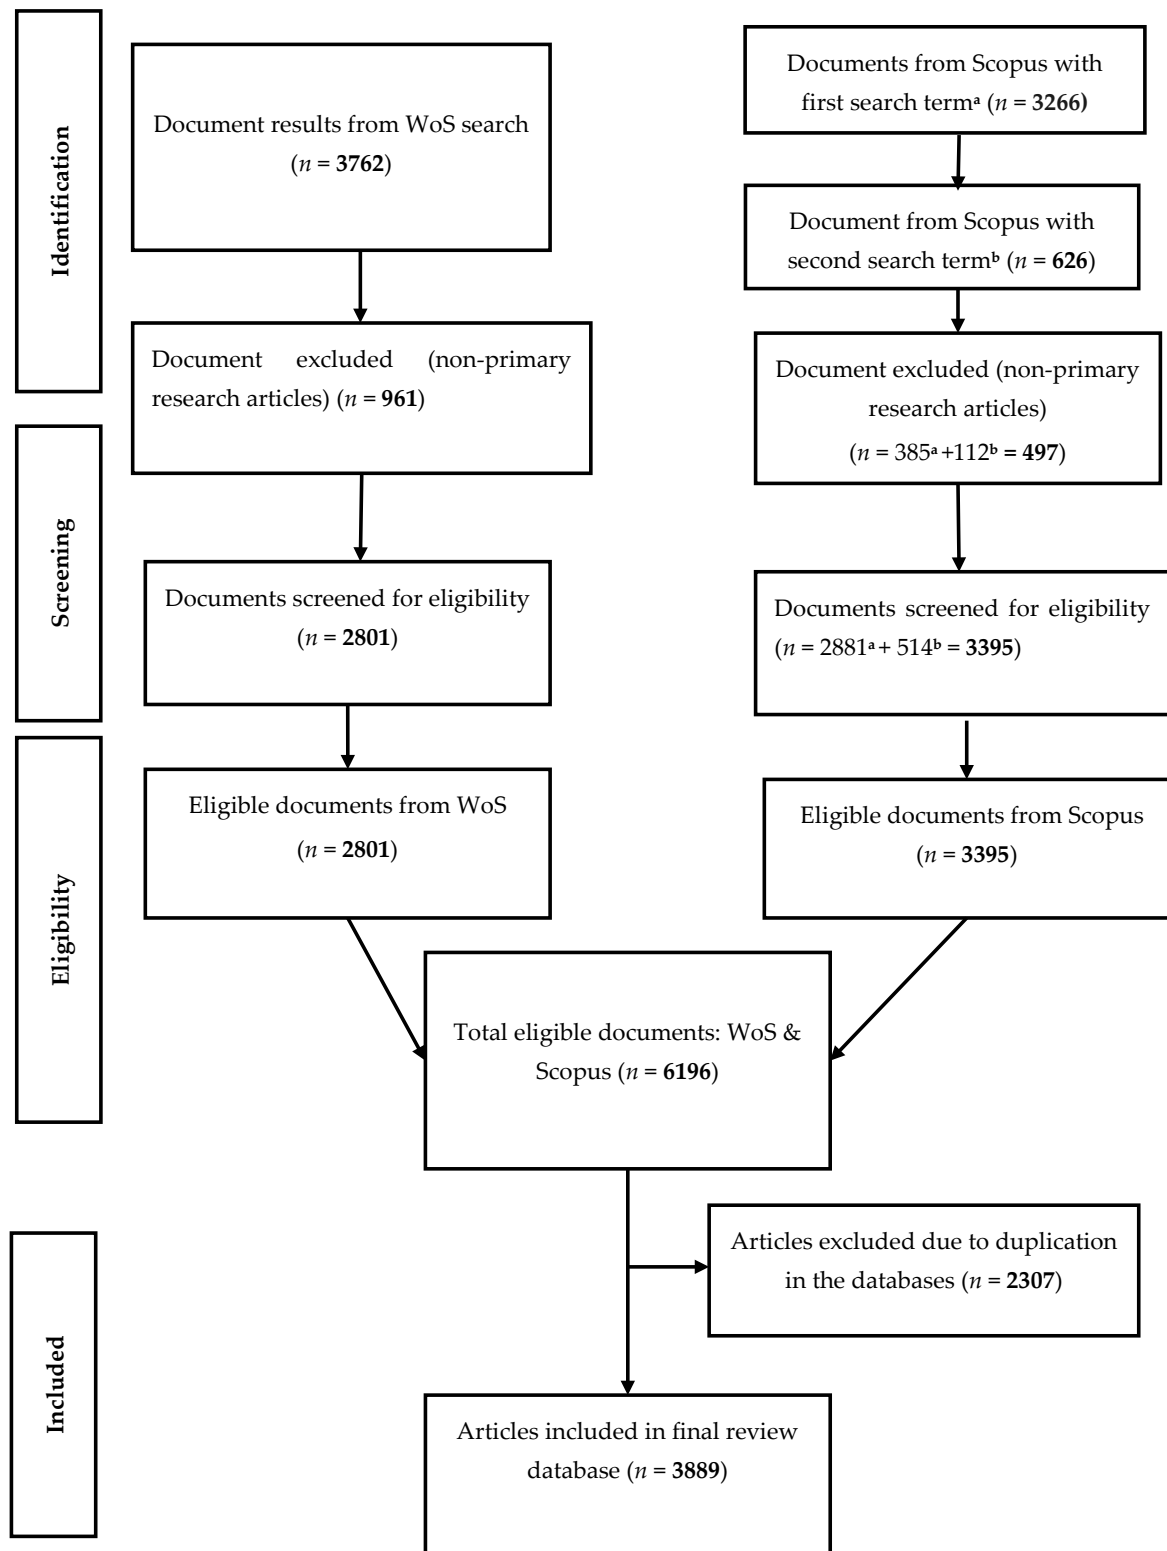 Identification
Document results from WoS search
(n = 3762)
Document excluded (non-primary
research articles) (n = 961)
Documents from Scopus with
first search termᵃ (n = 3266)
Document from Scopus with
second search termᵇ (n = 626)
Document excluded (non-primary
research articles)
(n = 385ᵃ +112ᵇ = 497)
Screening
Documents screened for eligibility
(n = 2801)
Documents screened for eligibility
(n = 2881ᵃ + 514ᵇ = 3395)
Eligibility
Eligible documents from WoS
(n = 2801)
Eligible documents from Scopus
(n = 3395)
Total eligible documents: WoS &
Scopus (n = 6196)
Included
Articles excluded due to duplication
in the databases (n = 2307)
Articles included in final review
database (n = 3889)